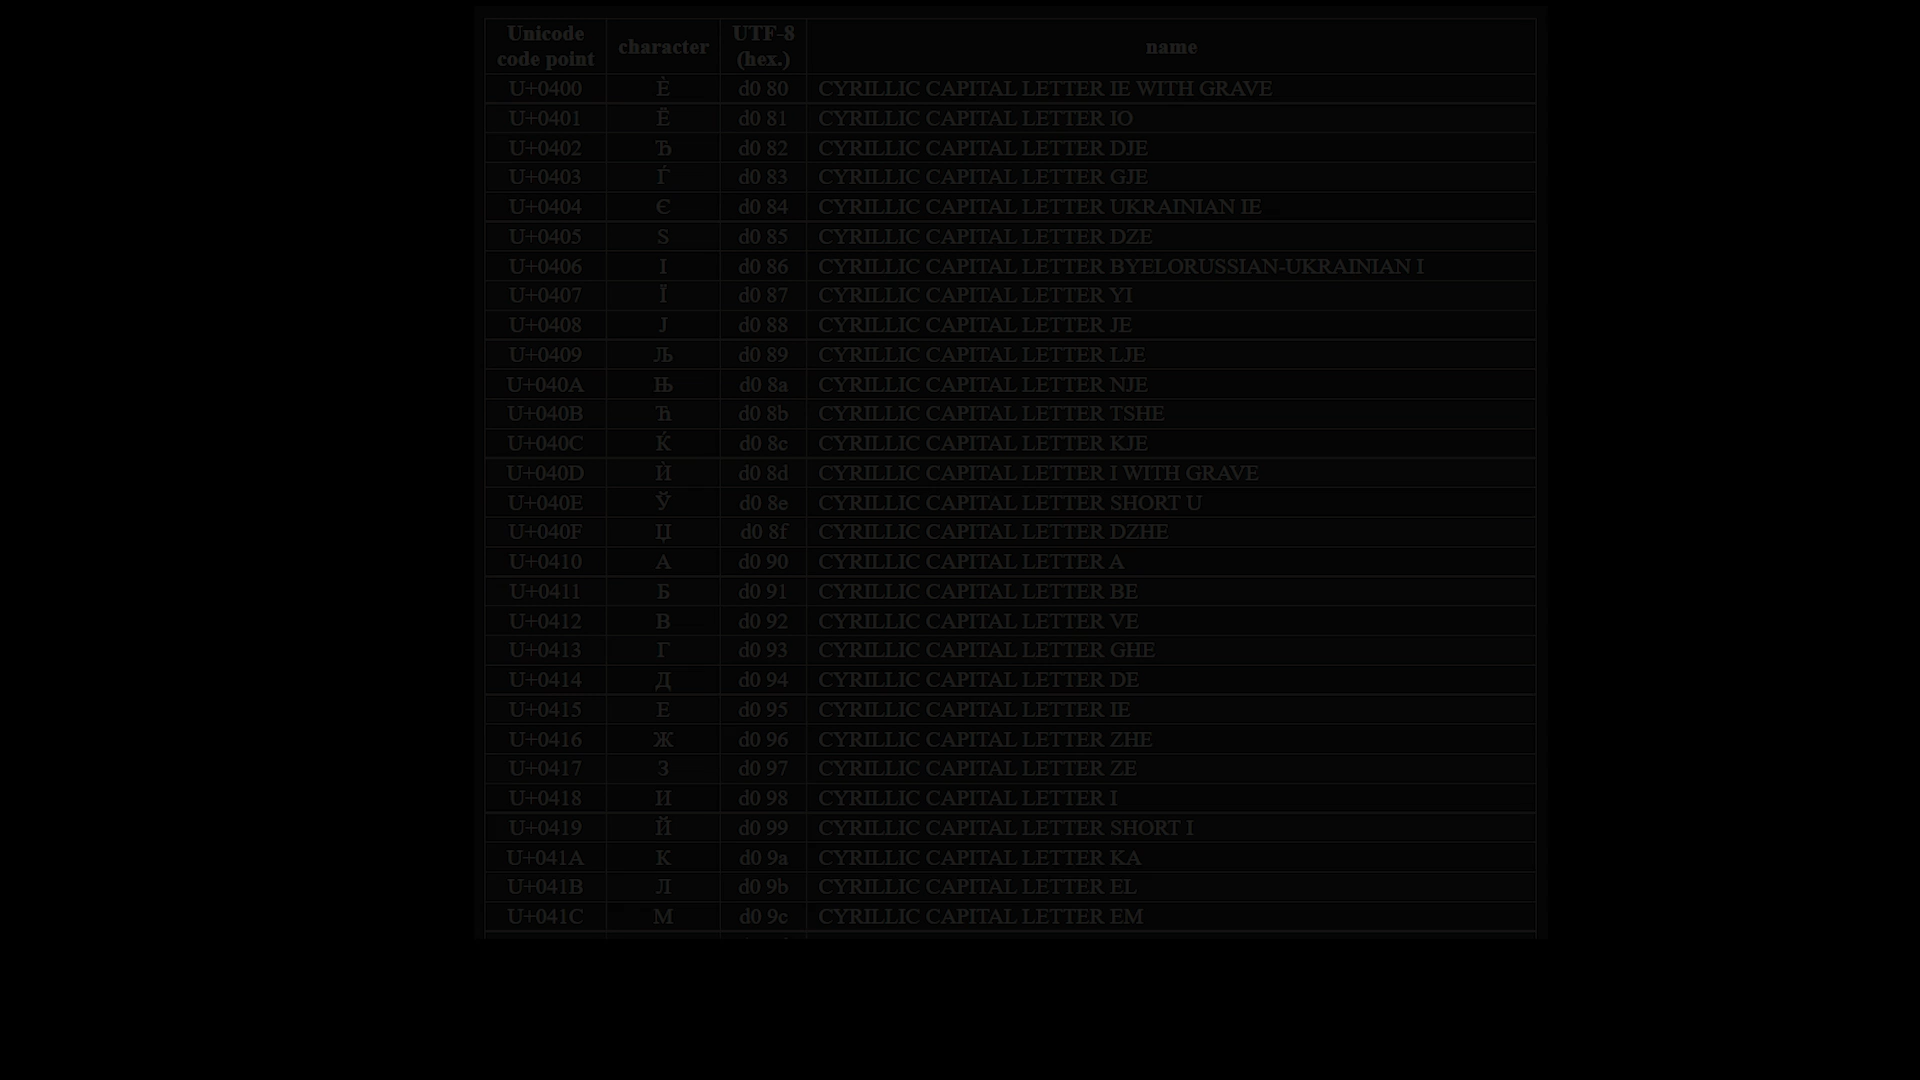 Unicode code point character UTF-8 (hex.) name
U+0400 Ѐ d0 80 CYRILLIC CAPITAL LETTER IE WITH GRAVE
U+0401 Ё d0 81 CYRILLIC CAPITAL LETTER IO
U+0402 Ђ d0 82 CYRILLIC CAPITAL LETTER DJE
U+0403 Ѓ d0 83 CYRILLIC CAPITAL LETTER GJE
U+0404 Є d0 84 CYRILLIC CAPITAL LETTER UKRAINIAN IE
U+0405 Ѕ d0 85 CYRILLIC CAPITAL LETTER DZE
U+0406 І d0 86 CYRILLIC CAPITAL LETTER BYELORUSSIAN-UKRAINIAN I
U+0407 Ї d0 87 CYRILLIC CAPITAL LETTER YI
U+0408 Ј d0 88 CYRILLIC CAPITAL LETTER JE
U+0409 Љ d0 89 CYRILLIC CAPITAL LETTER LJE
U+040A Њ d0 8a CYRILLIC CAPITAL LETTER NJE
U+040B Ћ d0 8b CYRILLIC CAPITAL LETTER TSHE
U+040C Ќ d0 8c CYRILLIC CAPITAL LETTER KJE
U+040D Ѝ d0 8d CYRILLIC CAPITAL LETTER I WITH GRAVE
U+040E Ў d0 8e CYRILLIC CAPITAL LETTER SHORT U
U+040F Џ d0 8f CYRILLIC CAPITAL LETTER DZHE
U+0410 А d0 90 CYRILLIC CAPITAL LETTER A
U+0411 Б d0 91 CYRILLIC CAPITAL LETTER BE
U+0412 В d0 92 CYRILLIC CAPITAL LETTER VE
U+0413 Г d0 93 CYRILLIC CAPITAL LETTER GHE
U+0414 Д d0 94 CYRILLIC CAPITAL LETTER DE
U+0415 Е d0 95 CYRILLIC CAPITAL LETTER IE
U+0416 Ж d0 96 CYRILLIC CAPITAL LETTER ZHE
U+0417 З d0 97 CYRILLIC CAPITAL LETTER ZE
U+0418 И d0 98 CYRILLIC CAPITAL LETTER I
U+0419 Й d0 99 CYRILLIC CAPITAL LETTER SHORT I
U+041A К d0 9a CYRILLIC CAPITAL LETTER KA
U+041B Л d0 9b CYRILLIC CAPITAL LETTER EL
U+041C М d0 9c CYRILLIC CAPITAL LETTER EM